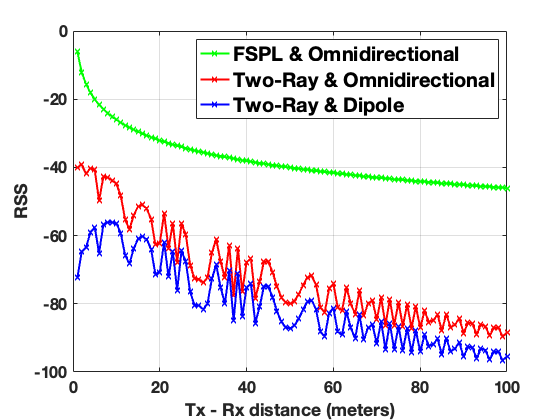 0
-20
-40
-60
-80
-100
RSS
FSPL & Omnidirectional
Two-Ray & Omnidirectional
Two-Ray & Dipole
0 20 40 60 80 100
Tx - Rx distance (meters)